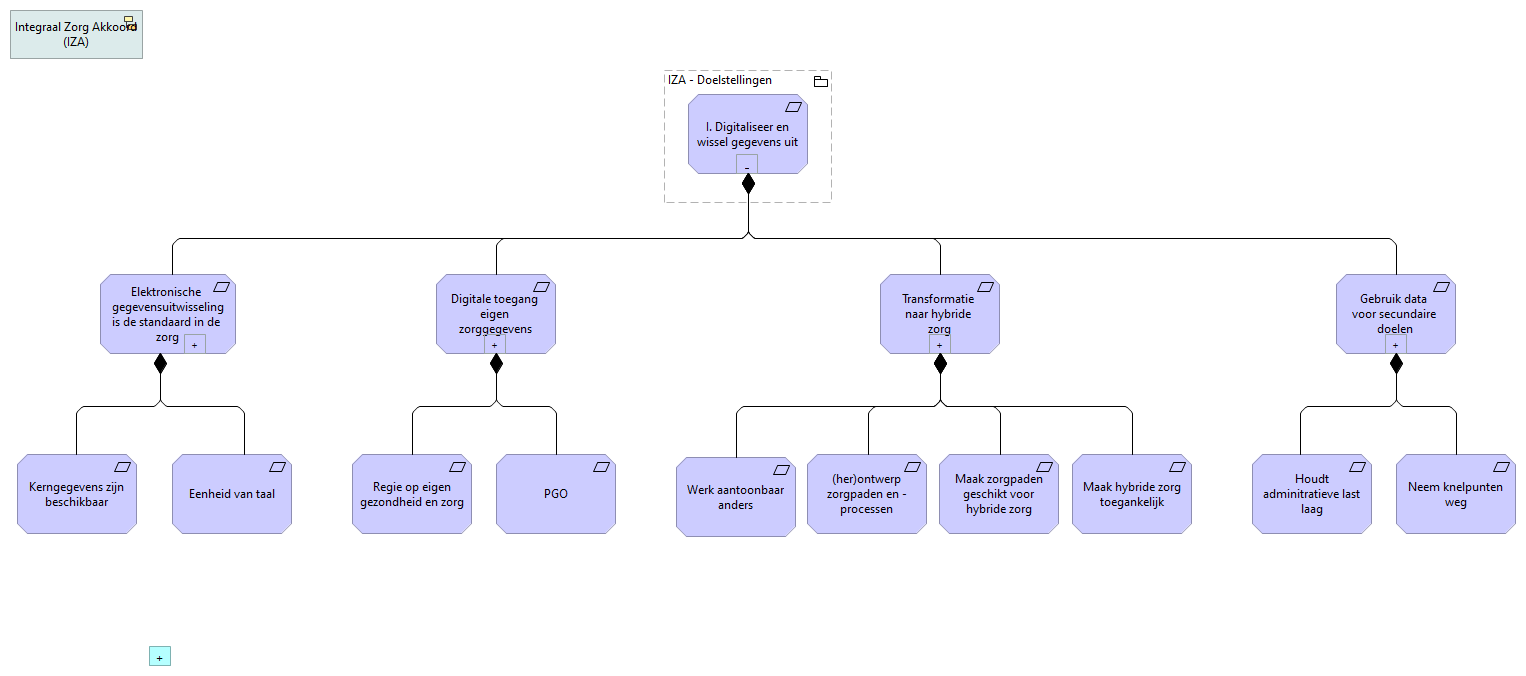 Integraal Zorg Akkoord
(IZA)
IZA - Doelstellingen
I. Digitaliseer en
wissel gegevens uit
-
Elektronische
gegevensuitwisseling
is de standaard in de
zorg
+
Digitale toegang
eigen
zorggegevens
+
Transformatie
naar hybride
zorg
+
Gebruik data
voor secundaire
doelen
+
Kerngegevens zijn
beschikbaar
Eenheid van taal
Regie op eigen
gezondheid en zorg
PGO
Werk aantoonbaar
anders
(her)ontwerp
zorgpaden en -
processen
Maak zorgpaden
geschikt voor
hybride zorg
Maak hybride zorg
toegankelijk
Houdt
adminitratieve last
laag
Neem knelpunten
weg
+